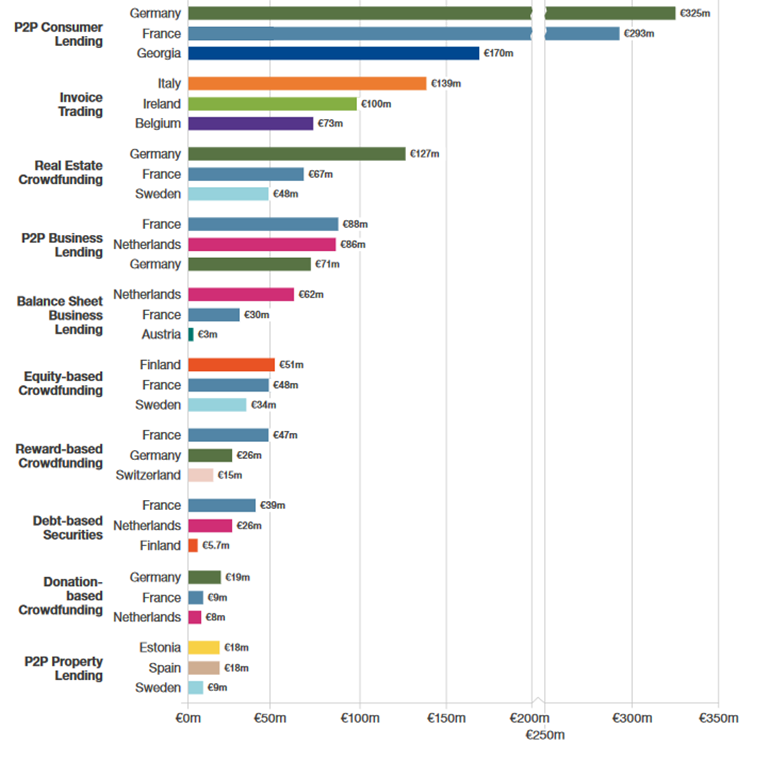 Germany €325m
P2P Consumer
France €293m
Lending
Georgia €170m
Italy €139m
Invoice
Ireland €100m
Trading
Belgium €73m
Germany €127m
Real Estate
France €67m
Crowdfunding
Sweden €48m
France €88m
P2P Business
Netherlands €86m
Lending
Germany €71m
Netherlands €62m
Balance Sheet
France €30m
Business
Lending
Austria €3m
Finland €51m
Equity-based
France €48m
Crowdfunding
Sweden €34m
France €47m
Reward-based
Germany €26m
Crowdfunding
Switzerland €15m
France €39m
Debt-based
Netherlands €26m
Securities
Finland €5.7m
Germany €19m
Donation-
based
France €9m
Crowdfunding
Netherlands €8m
Estonia €18m
P2P Property
Spain €18m
Lending
Sweden €9m
€0m €50m €100m €150m €200m €300m €350m
€250m